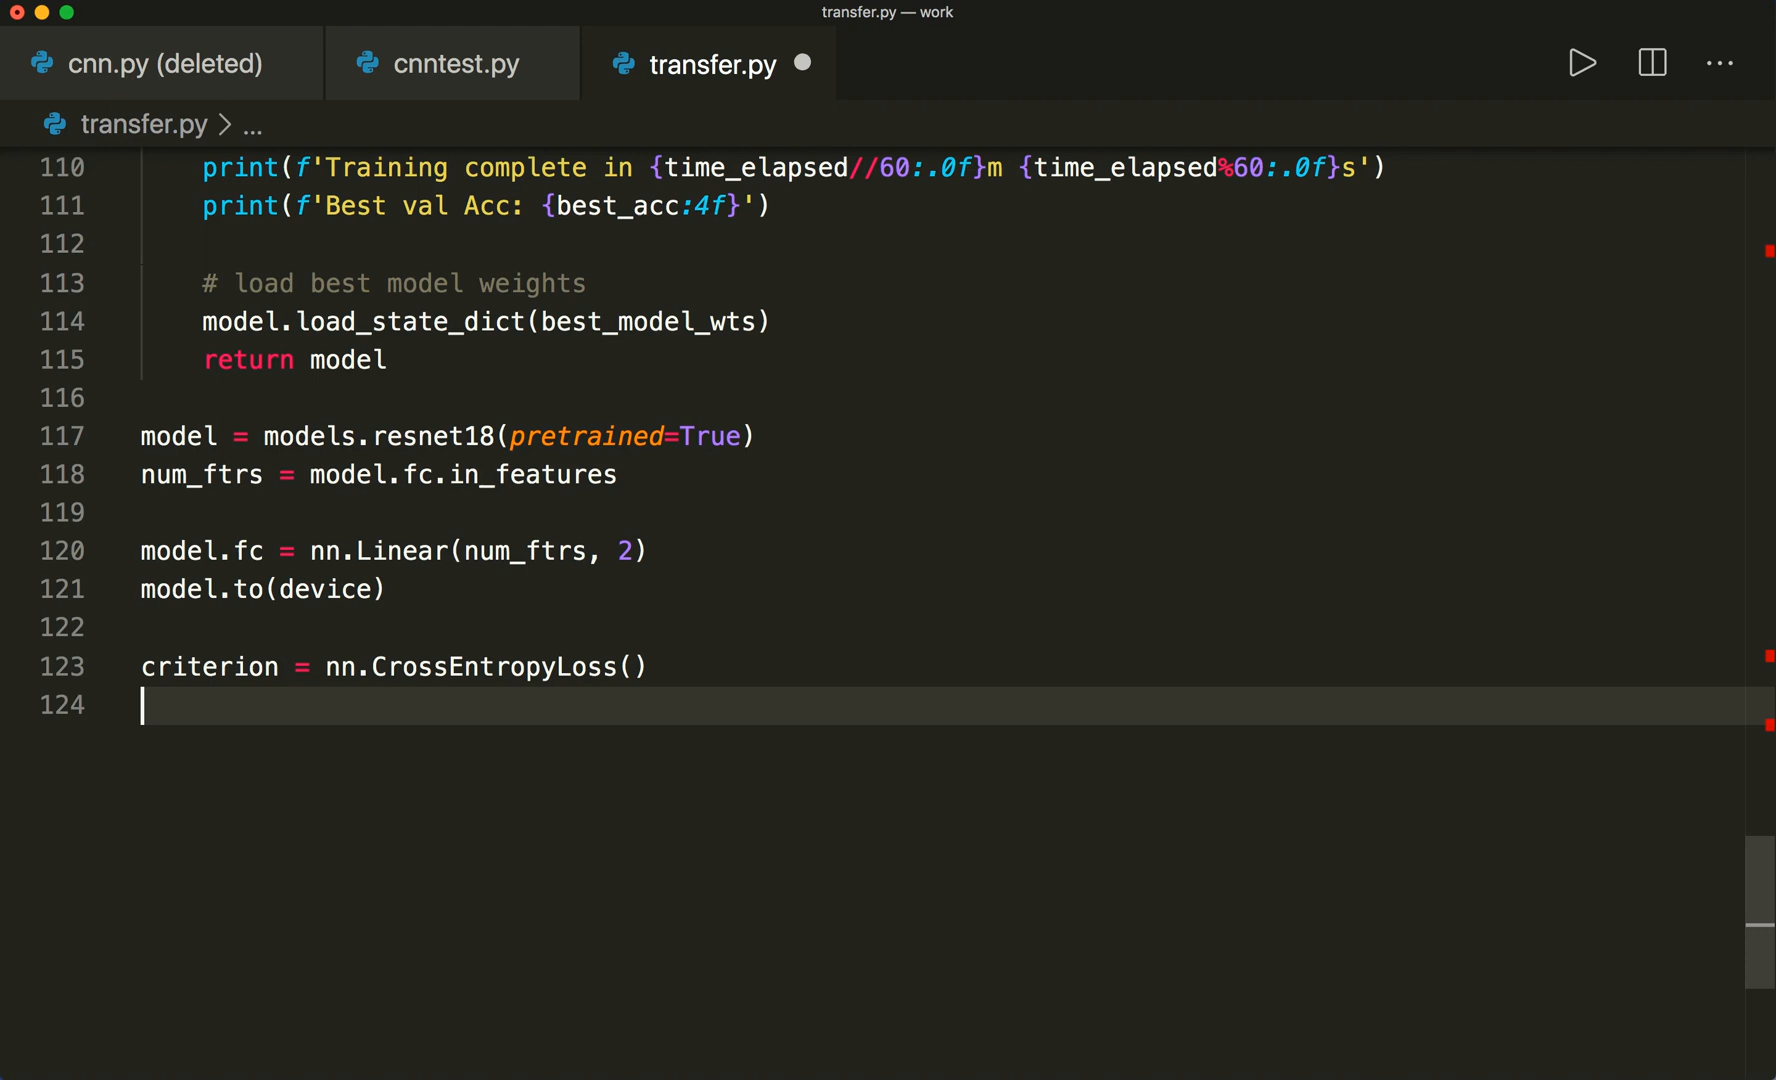 transfer.py — work
cnn.py (deleted)
cnntest.py
transfer.py
transfer.py > ...
110 print(f'Training complete in {time_elapsed//60:.0f}m {time_elapsed%60:.0f}s')
111 print(f'Best val Acc: {best_acc:4f}')
112
113 # load best model weights
114 model.load_state_dict(best_model_wts)
115 return model
116
117 model = models.resnet18(pretrained=True)
118 num_ftrs = model.fc.in_features
119
120 model.fc = nn.Linear(num_ftrs, 2)
121 model.to(device)
122
123 criterion = nn.CrossEntropyLoss()
124